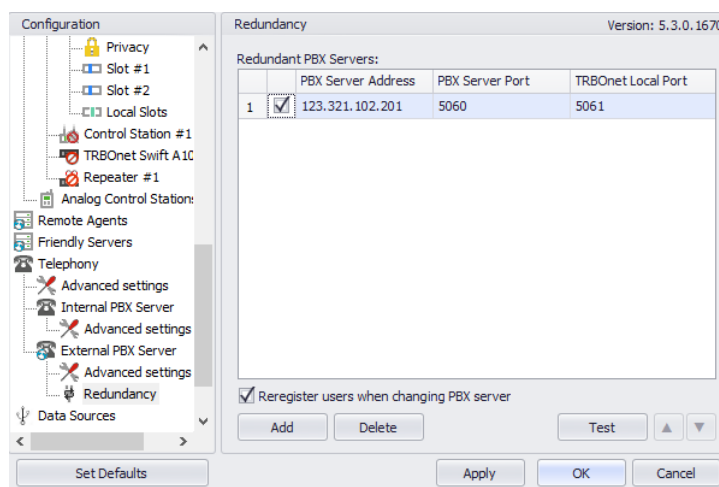 Configuration
Privacy
Slot #1
Slot #2
Local Slots
Control Station #1
TRBOnet Swift A10
Repeater #1
Analog Control Station
Remote Agents
Friendly Servers
Telephony
Advanced settings
Internal PBX Server
Advanced settings
External PBX Server
Advanced settings
Redundancy
Data Sources
Set Defaults
Redundancy Version: 5.3.0.1670
Redundant PBX Servers:
PBX Server Address PBX Server Port TRBOnet Local Port
1 123.321.102.201 5060 5061
Reregister users when changing PBX server
Add Delete Test
Apply OK Cancel